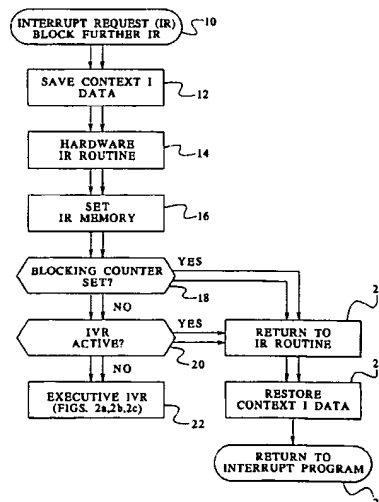 INTERRUPT REQUEST (IR)
BLOCK FURTHER IR
10
SAVE CONTEXT I
DATA
12
HARDWARE
IR ROUTINE
14
SET
IR MEMORY
16
BLOCKING COUNTER
SET?
YES
18
NO
IVR
ACTIVE?
YES
20
NO
EXECUTIVE IVR
(FIGS. 2a,2b,2c)
22
RETURN TO
IR ROUTINE
RESTORE
CONTEXT I DATA
RETURN TO
INTERRUPT PROGRAM